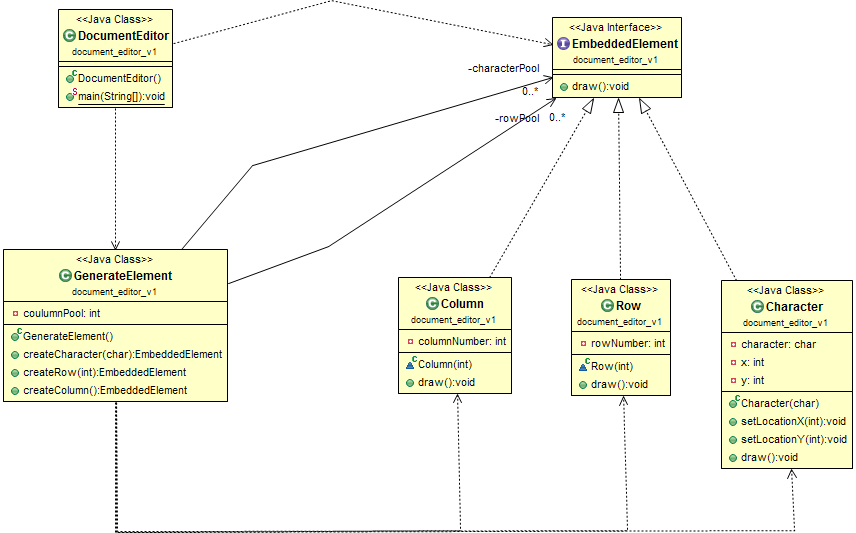 <<Java Class>>
DocumentEditor
document_editor_v1
DocumentEditor()
main(String[]):void
<<Java Interface>>
EmbeddedElement
document_editor_v1
draw():void
-characterPool
0..*
-rowPool
0..*
<<Java Class>>
GenerateElement
document_editor_v1
coulumnPool: int
GenerateElement()
createCharacter(char):EmbeddedElement
createRow(int):EmbeddedElement
createColumn():EmbeddedElement
<<Java Class>>
Column
document_editor_v1
columnNumber: int
Column(int)
draw():void
<<Java Class>>
Row
document_editor_v1
rowNumber: int
Row(int)
draw():void
<<Java Class>>
Character
document_editor_v1
character: char
x: int
y: int
Character(char)
setLocationX(int):void
setLocationY(int):void
draw():void